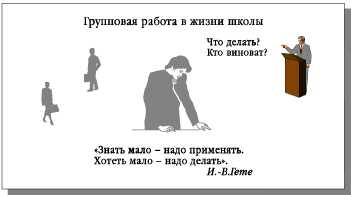 Групповая работа в жизни школы
Что делать?
Кто виноват?
«Знать мало – надо применять.
Хотеть мало – надо делать».
И.-В.Гете